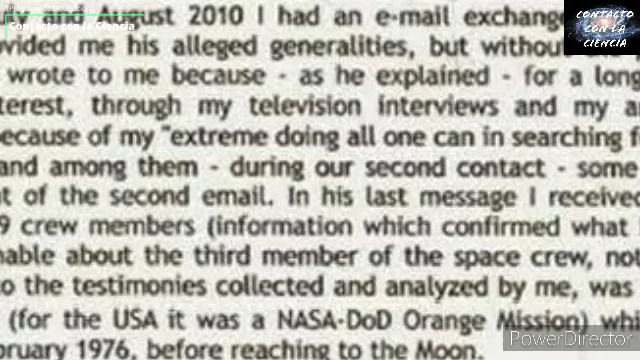 August 2010 I had an e-mail exchange
Contacto con la Ciencia
CONTACTO
CON LA
CIENCIA
vided me his alleged generalities, but withou
wrote to me because - as he explained - for a long
terest, through my television interviews and my a
ecause of my "extreme doing all one can in searching
and among them - during our second contact - some
t of the second email. In his last message I received
9 crew members (information which confirmed what
nable about the third member of the space crew, not
o the testimonies collected and analyzed by me, was
(for the USA it was a NASA-DoD Orange Mission) whi
bruary 1976, before reaching to the Moon.
PowerDirector